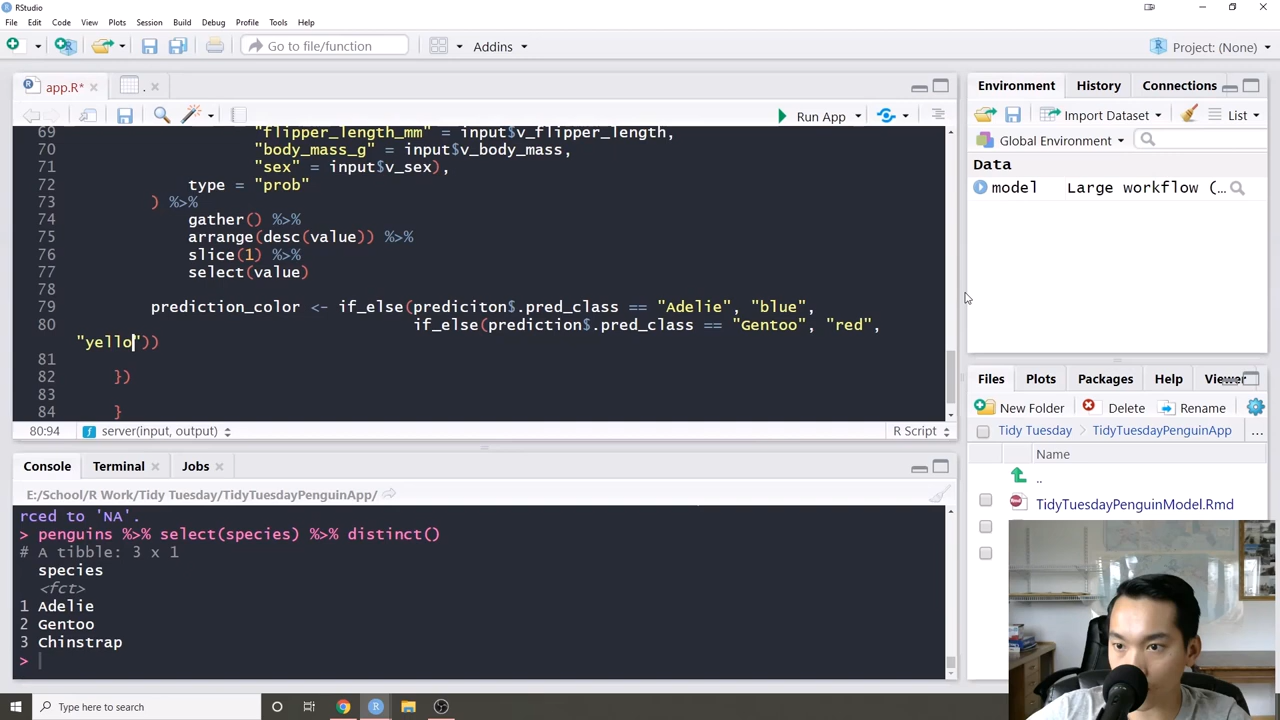 RStudio
File Edit Code View Plots Session Build Debug Profile Tools Help
Go to file/function Addins Project: (None)
app.R* .
Run App
69 "flipper_length_mm" = input$v_flipper_length,
70 "body_mass_g" = input$v_body_mass,
71 "sex" = input$v_sex),
72 type = "prob"
73 ) %>%
74 gather() %>%
75 arrange(desc(value)) %>%
76 slice(1) %>%
77 select(value)
78
79 prediction_color <- if_else(prediciton$.pred_class == "Adelie", "blue",
80 if_else(prediction$.pred_class == "Gentoo", "red",
"yello"))
81
82 })
83
84 }
80:94 server(input, output) R Script
Console Terminal Jobs
E:/School/R Work/Tidy Tuesday/TidyTuesdayPenguinApp/
rced to 'NA'.
> penguins %>% select(species) %>% distinct()
# A tibble: 3 x 1
species
<fct>
1 Adelie
2 Gentoo
3 Chinstrap
>
Environment History Connections
Import Dataset List
Global Environment
Data
model Large workflow (...
Files Plots Packages Help Viewer
New Folder Delete Rename
Tidy Tuesday > TidyTuesdayPenguinApp ...
Name
..
TidyTuesdayPenguinModel.Rmd
Type here to search